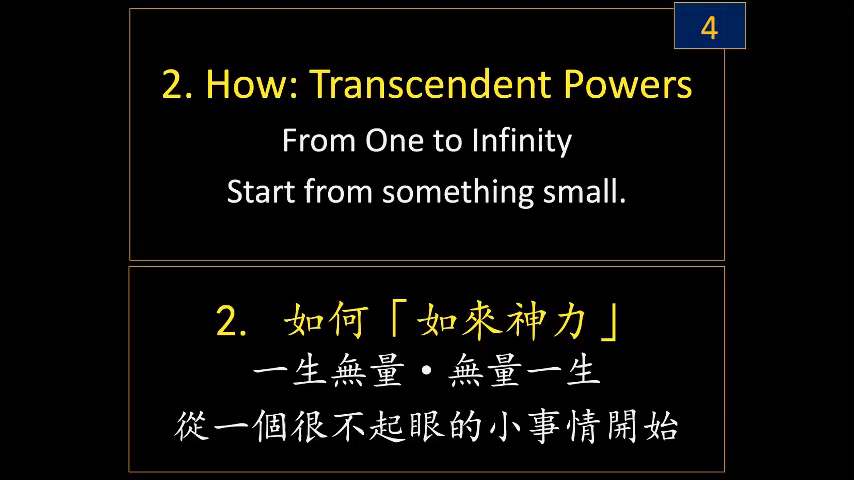 4
2. How: Transcendent Powers
From One to Infinity
Start from something small.
2. 如何「如來神力」
一生無量•無量一生
從一個很不起眼的小事情開始